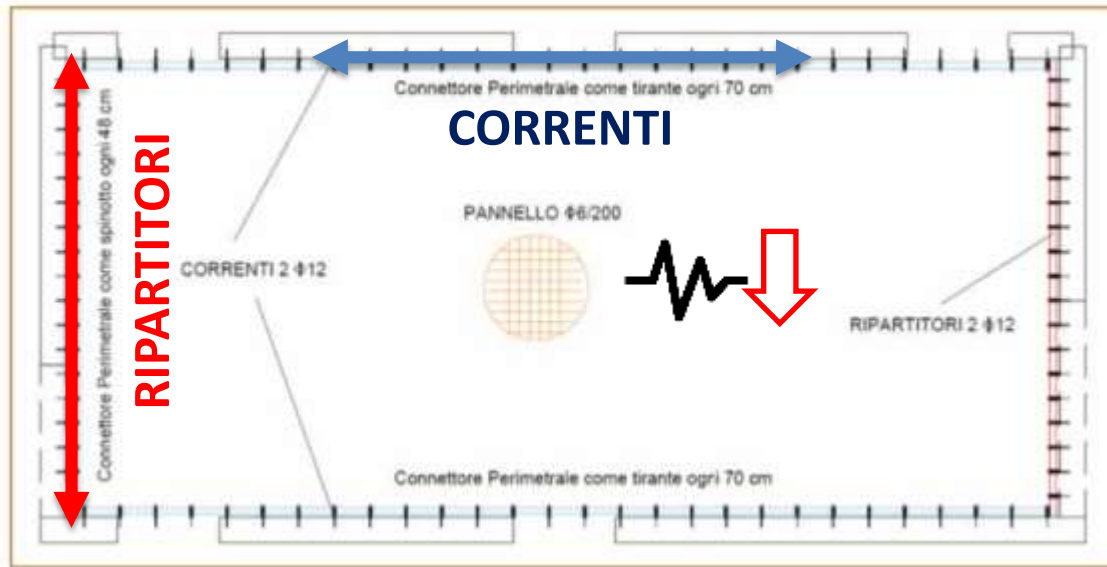 Connettore Perimetrale come tirante ogni 70 cm
CORRENTI
Connettore Perimetrale come spinotto ogni 48 cm
RIPARTITORI
PANNELLO Φ6/200
CORRENTI 2 Φ12
RIPARTITORI 2 Φ12
Connettore Perimetrale come tirante ogni 70 cm